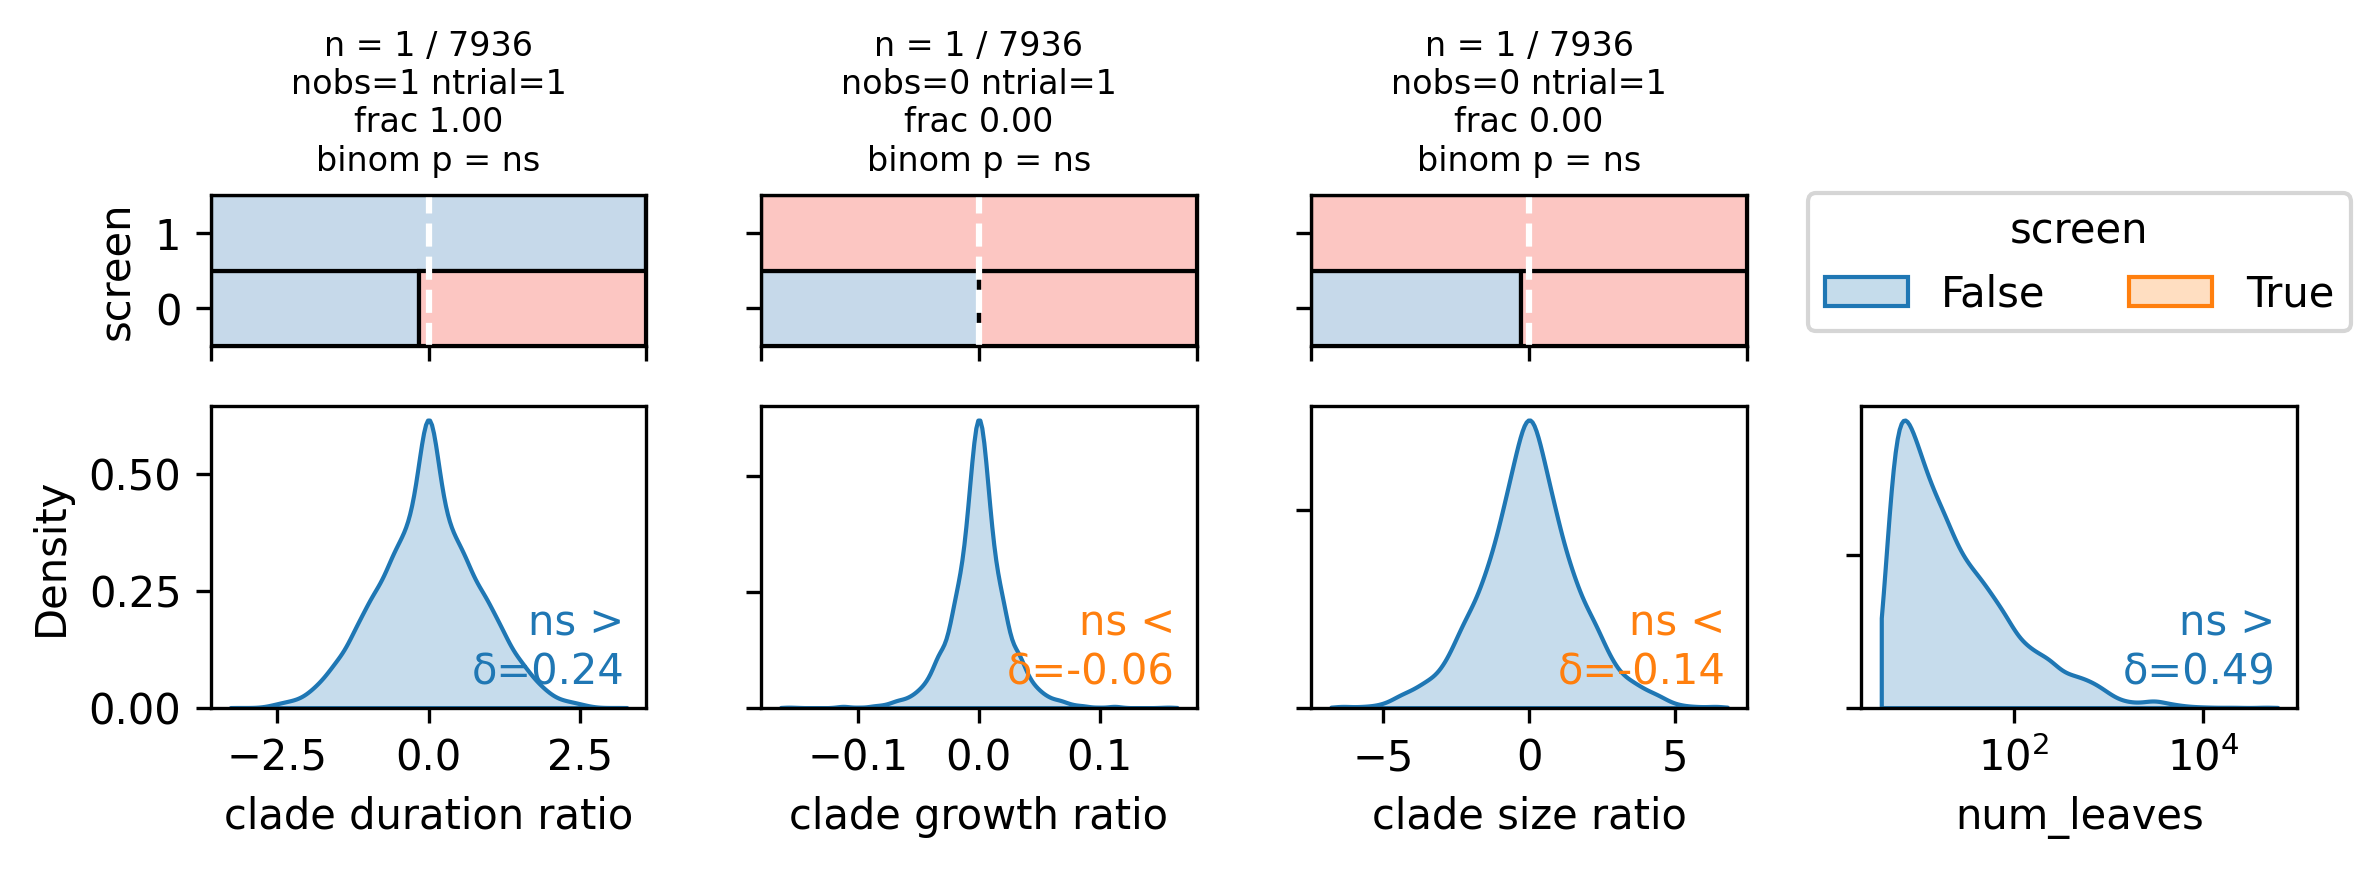 n = 1 / 7936
nobs=1 ntrial=1
frac 1.00
binom p = ns
n = 1 / 7936
nobs=0 ntrial=1
frac 0.00
binom p = ns
n = 1 / 7936
nobs=0 ntrial=1
frac 0.00
binom p = ns
screen
1
0
screen
False
True
Density
0.50
0.25
0.00
ns >
δ=0.24
−2.5
0.0
2.5
clade duration ratio
ns <
δ=-0.06
−0.1
0.0
0.1
clade growth ratio
ns <
δ=-0.14
−5
0
5
clade size ratio
ns >
δ=0.49
10²
10⁴
num_leaves